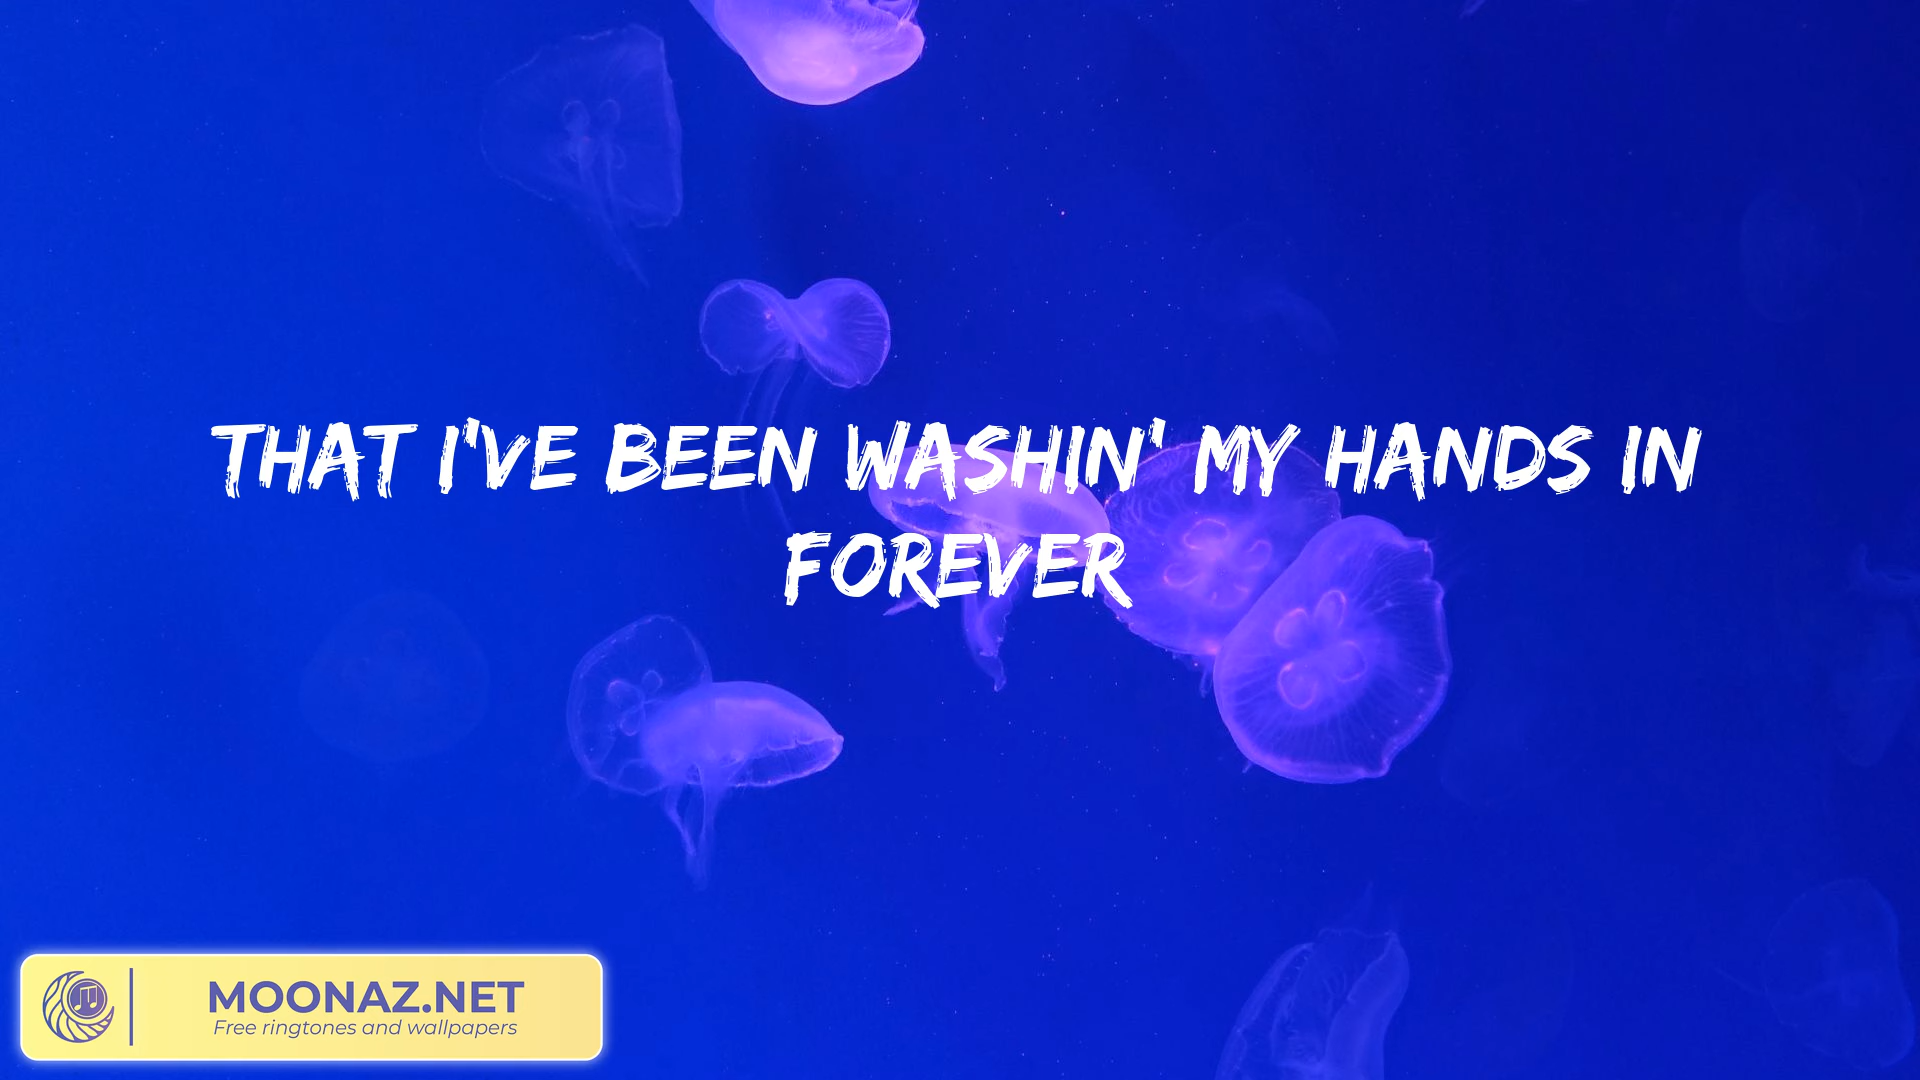 THAT I'VE BEEN WASHIN' MY HANDS IN
FOREVER
MOONAZ.NET
Free ringtones and wallpapers